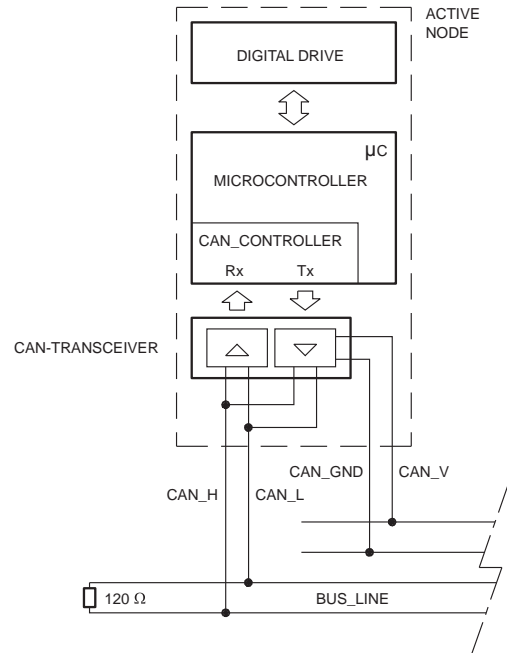 ACTIVE
NODE
DIGITAL DRIVE
μC
MICROCONTROLLER
CAN_CONTROLLER
Rx Tx
CAN-TRANSCEIVER
CAN_GND CAN_V
CAN_H CAN_L
120 Ω BUS_LINE